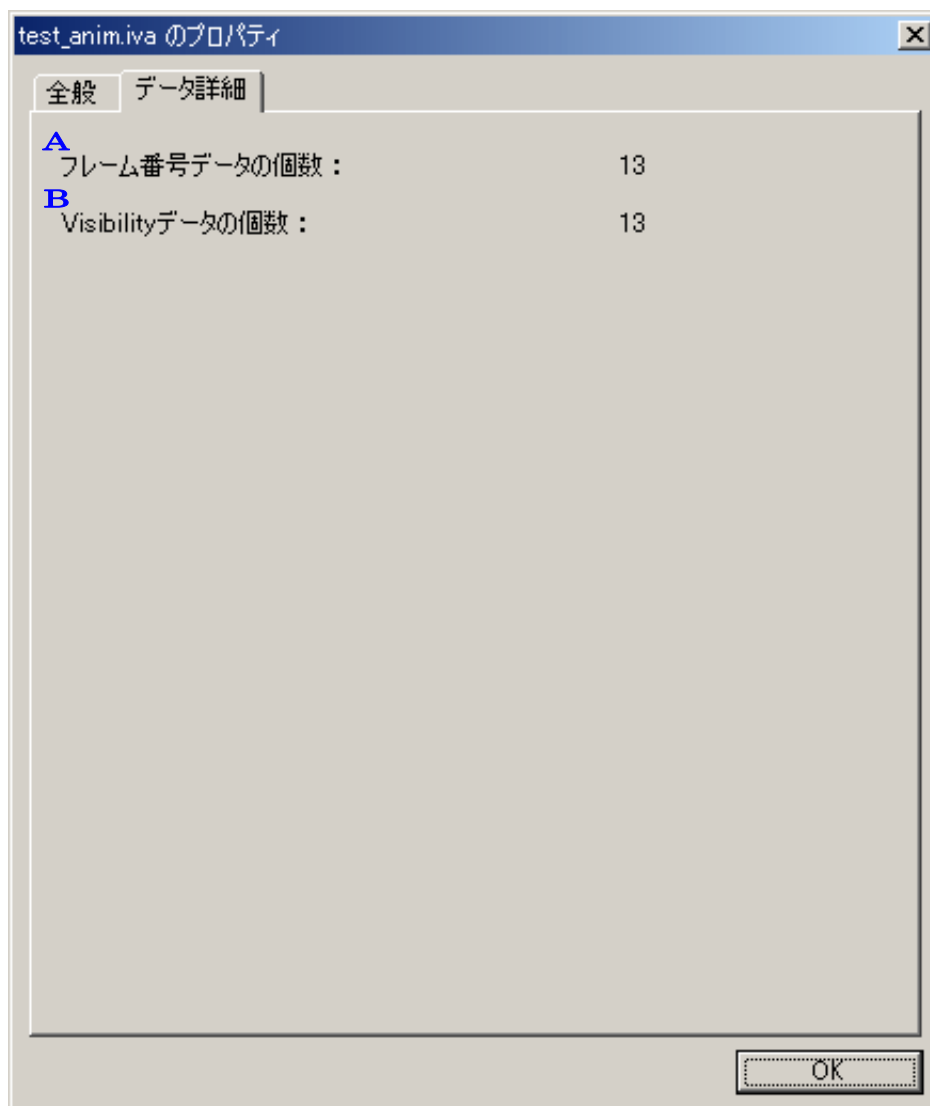 test_anim.iva のプロパティ
全般 データ詳細
A
フレーム番号データの個数： 13
B
Visibilityデータの個数： 13
OK